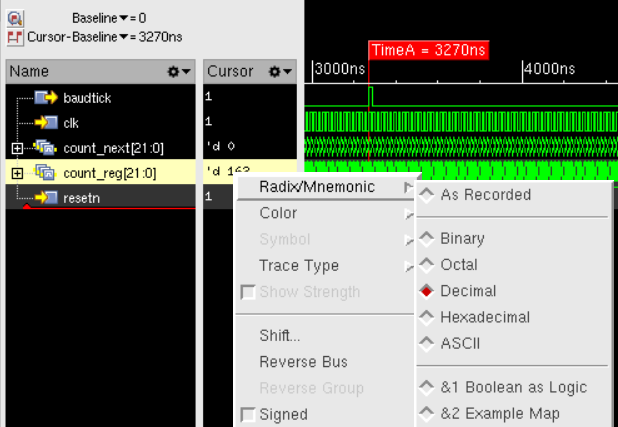 Baseline▼= 0
Cursor-Baseline▼= 3270ns
TimeA = 3270ns
Name
Cursor
3000ns
4000ns
baudtick
1
clk
1
count_next[21:0]
'd 0
count_reg[21:0]
'd 162
resetn
1
Radix/Mnemonic
Color
Symbol
Trace Type
Show Strength
Shift...
Reverse Bus
Reverse Group
Signed
As Recorded
Binary
Octal
Decimal
Hexadecimal
ASCII
&1 Boolean as Logic
&2 Example Map